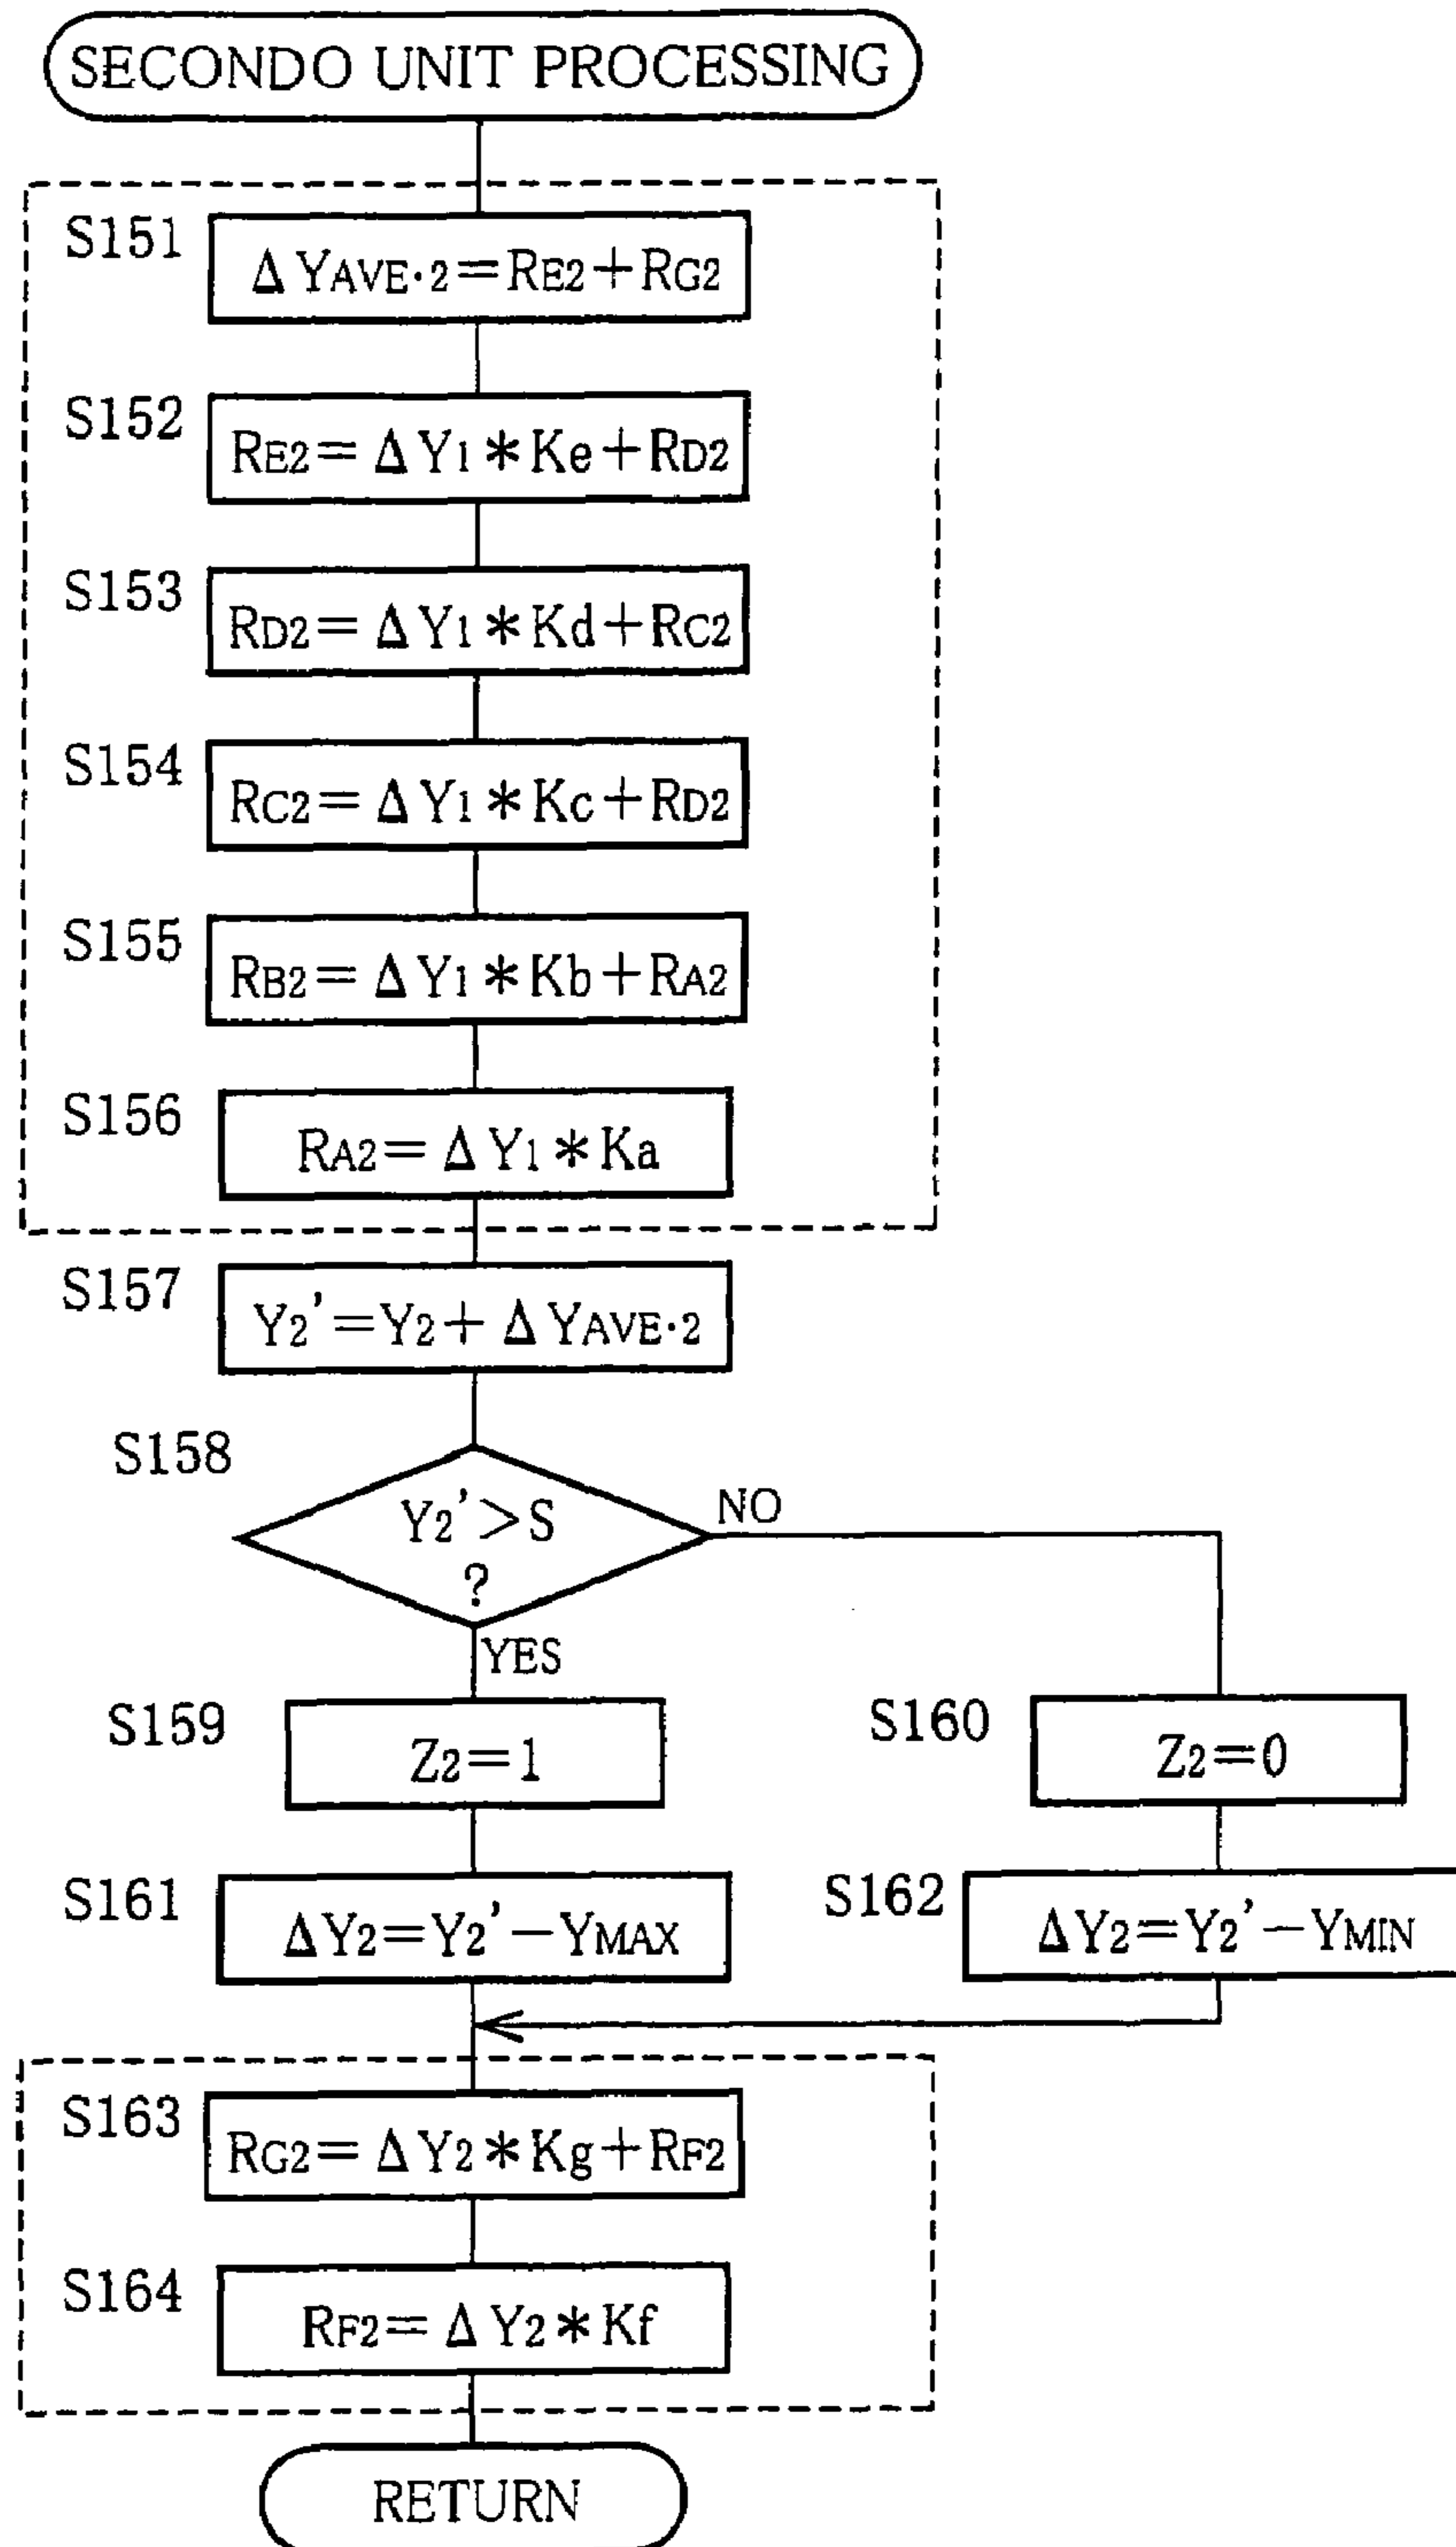 SECONDO UNIT PROCESSING
S151
ΔYAVE·2=RE2+RG2
S152
RE2=ΔY1*Ke+RD2
S153
RD2=ΔY1*Kd+RC2
S154
RC2=ΔY1*Kc+RD2
S155
RB2=ΔY1*Kb+RA2
S156
RA2=ΔY1*Ka
S157
Y2'=Y2+ΔYAVE·2
S158
Y2'>S
?
NO
YES
S159
Z2=1
S160
Z2=0
S161
ΔY2=Y2'-YMAX
S162
ΔY2=Y2'-YMIN
S163
RG2=ΔY2*Kg+RF2
S164
RF2=ΔY2*Kf
RETURN